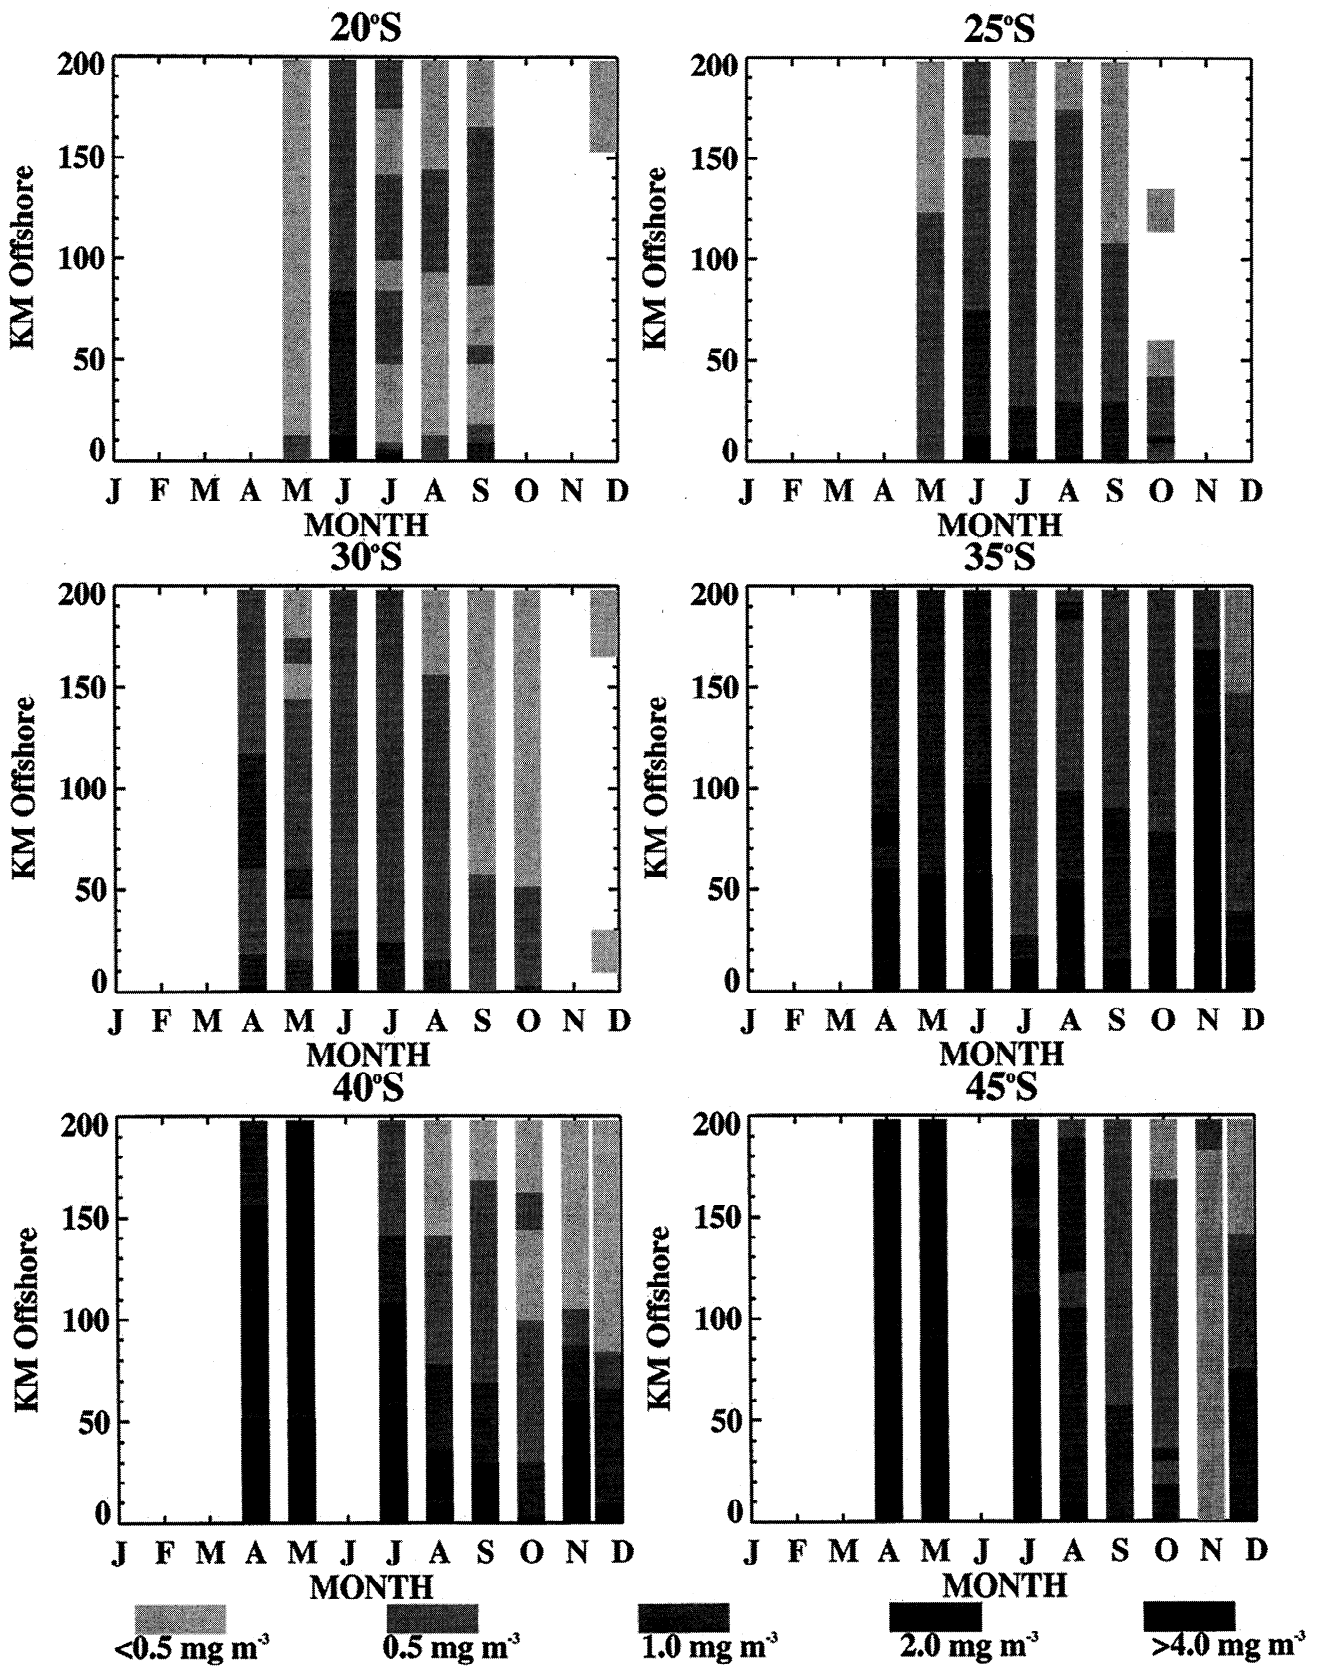 20°S
25°S
200
150
100
50
0
KM Offshore
J F M A M J J A S O N D
MONTH
200
150
100
50
0
KM Offshore
J F M A M J J A S O N D
MONTH
30°S
35°S
200
150
100
50
0
KM Offshore
J F M A M J J A S O N D
MONTH
200
150
100
50
0
KM Offshore
J F M A M J J A S O N D
MONTH
40°S
45°S
200
150
100
50
0
KM Offshore
J F M A M J J A S O N D
MONTH
200
150
100
50
0
KM Offshore
J F M A M J J A S O N D
MONTH
<0.5 mg m⁻³ 0.5 mg m⁻³ 1.0 mg m⁻³ 2.0 mg m⁻³ >4.0 mg m⁻³